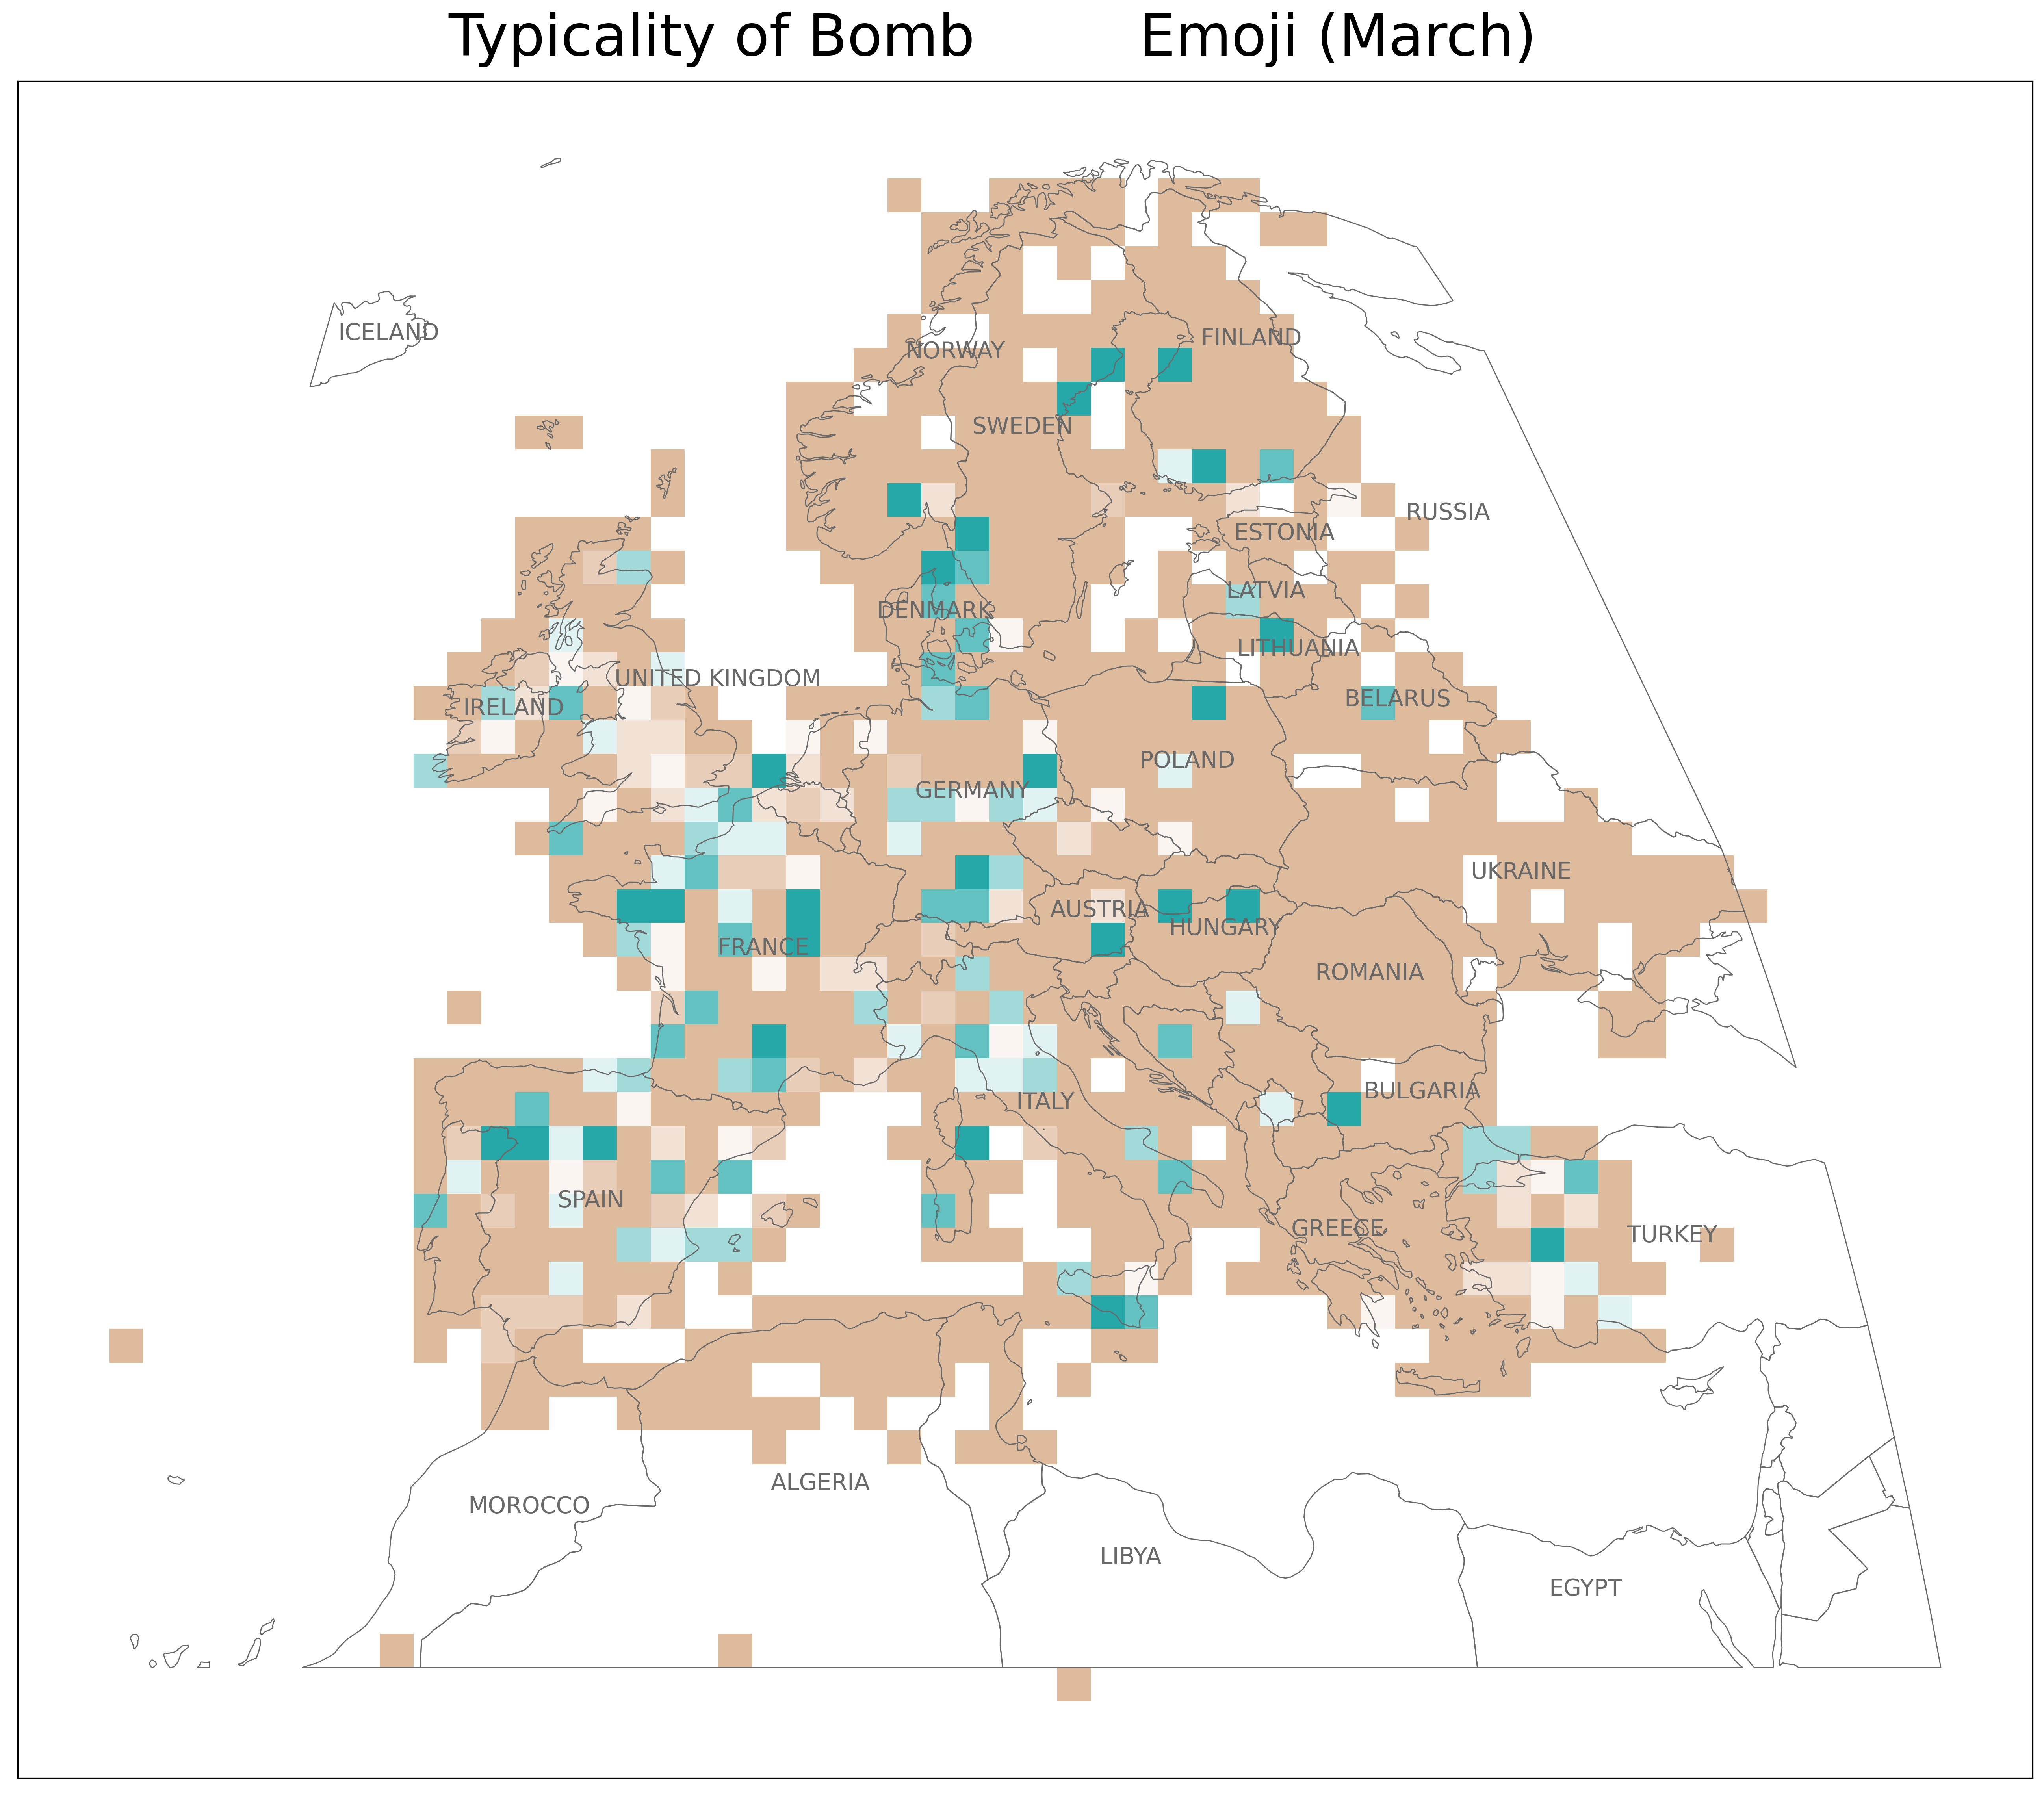 Typicality of Bomb Emoji (March)
ICELAND
FINLAND
NORWAY
SWEDEN
RUSSIA
ESTONIA
LATVIA
DENMARK
LITHUANIA
UNITED KINGDOM
BELARUS
IRELAND
POLAND
GERMANY
UKRAINE
AUSTRIA
HUNGARY
FRANCE
ROMANIA
BULGARIA
ITALY
SPAIN
GREECE
TURKEY
ALGERIA
MOROCCO
LIBYA
EGYPT